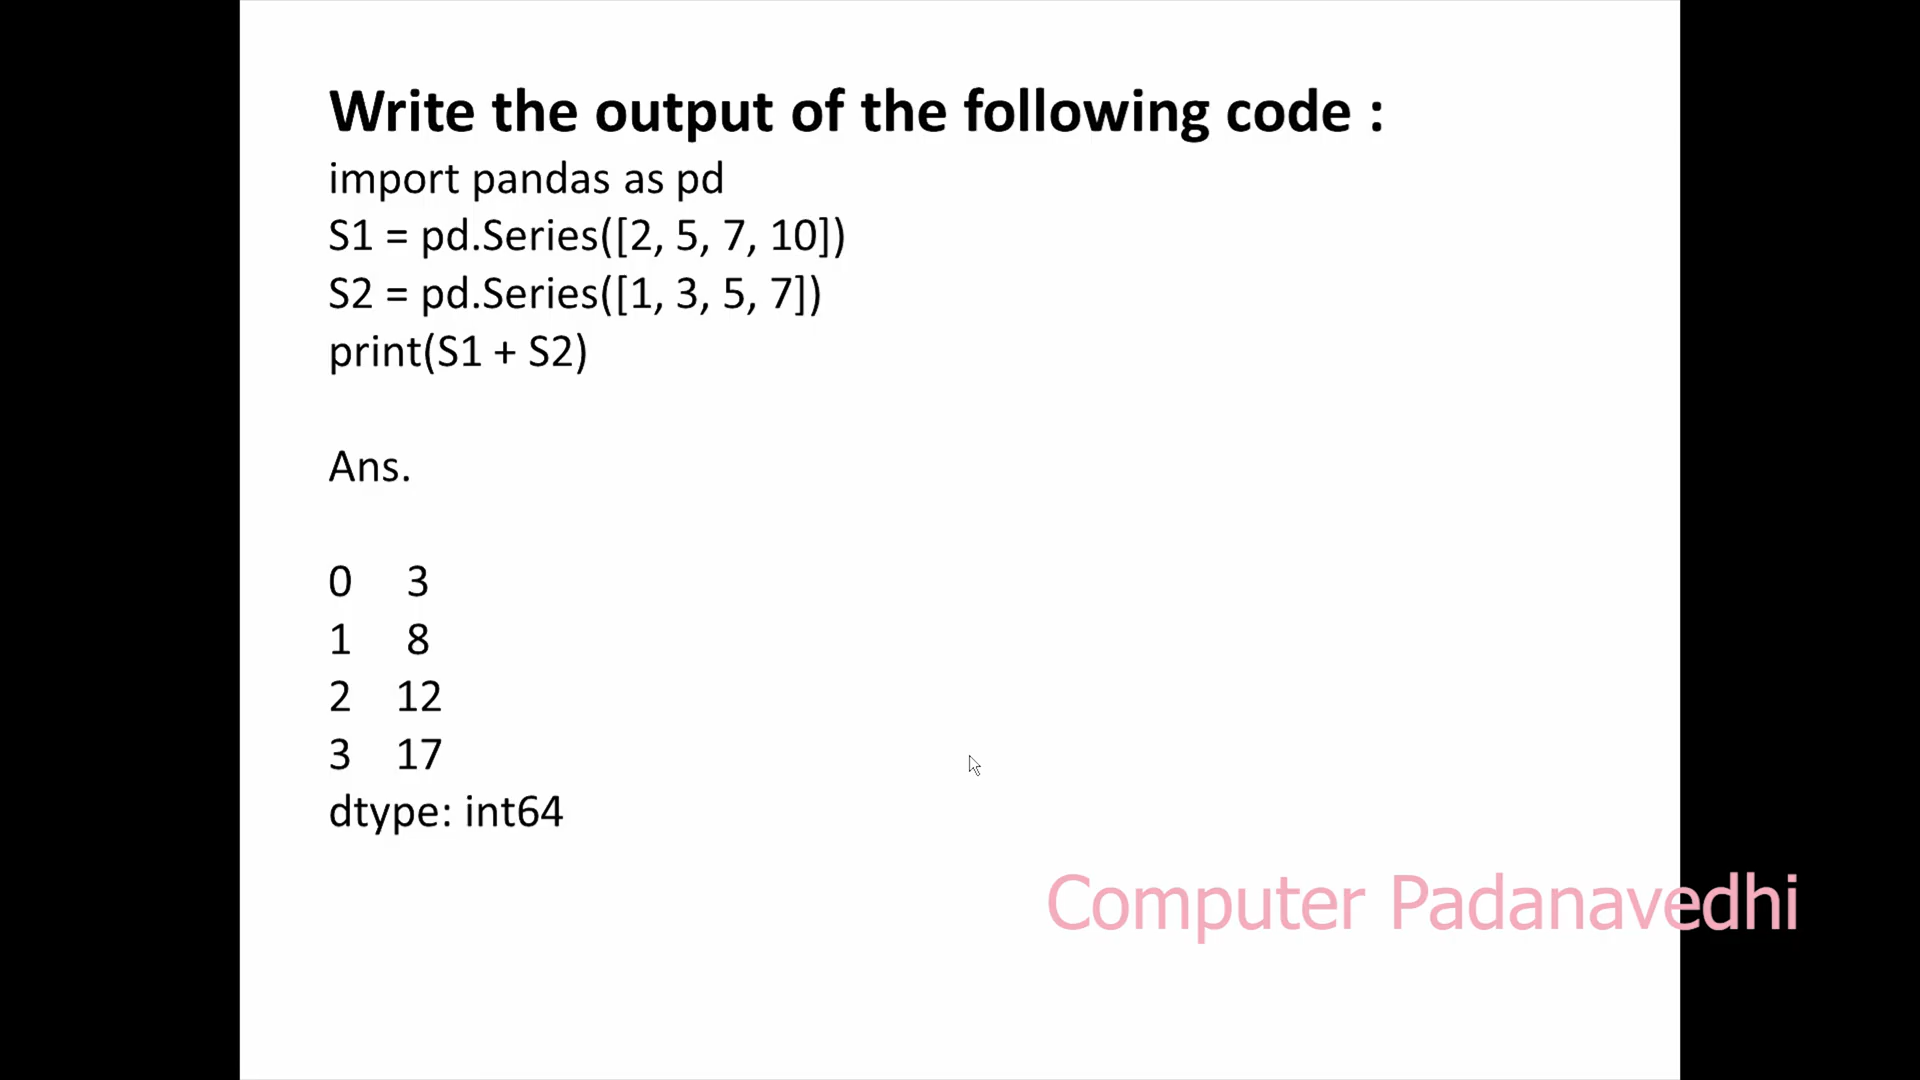 Write the output of the following code :
import pandas as pd
S1 = pd.Series([2, 5, 7, 10])
S2 = pd.Series([1, 3, 5, 7])
print(S1 + S2)
Ans.
0 3
1 8
2 12
3 17
dtype: int64
Computer Padanavedhi